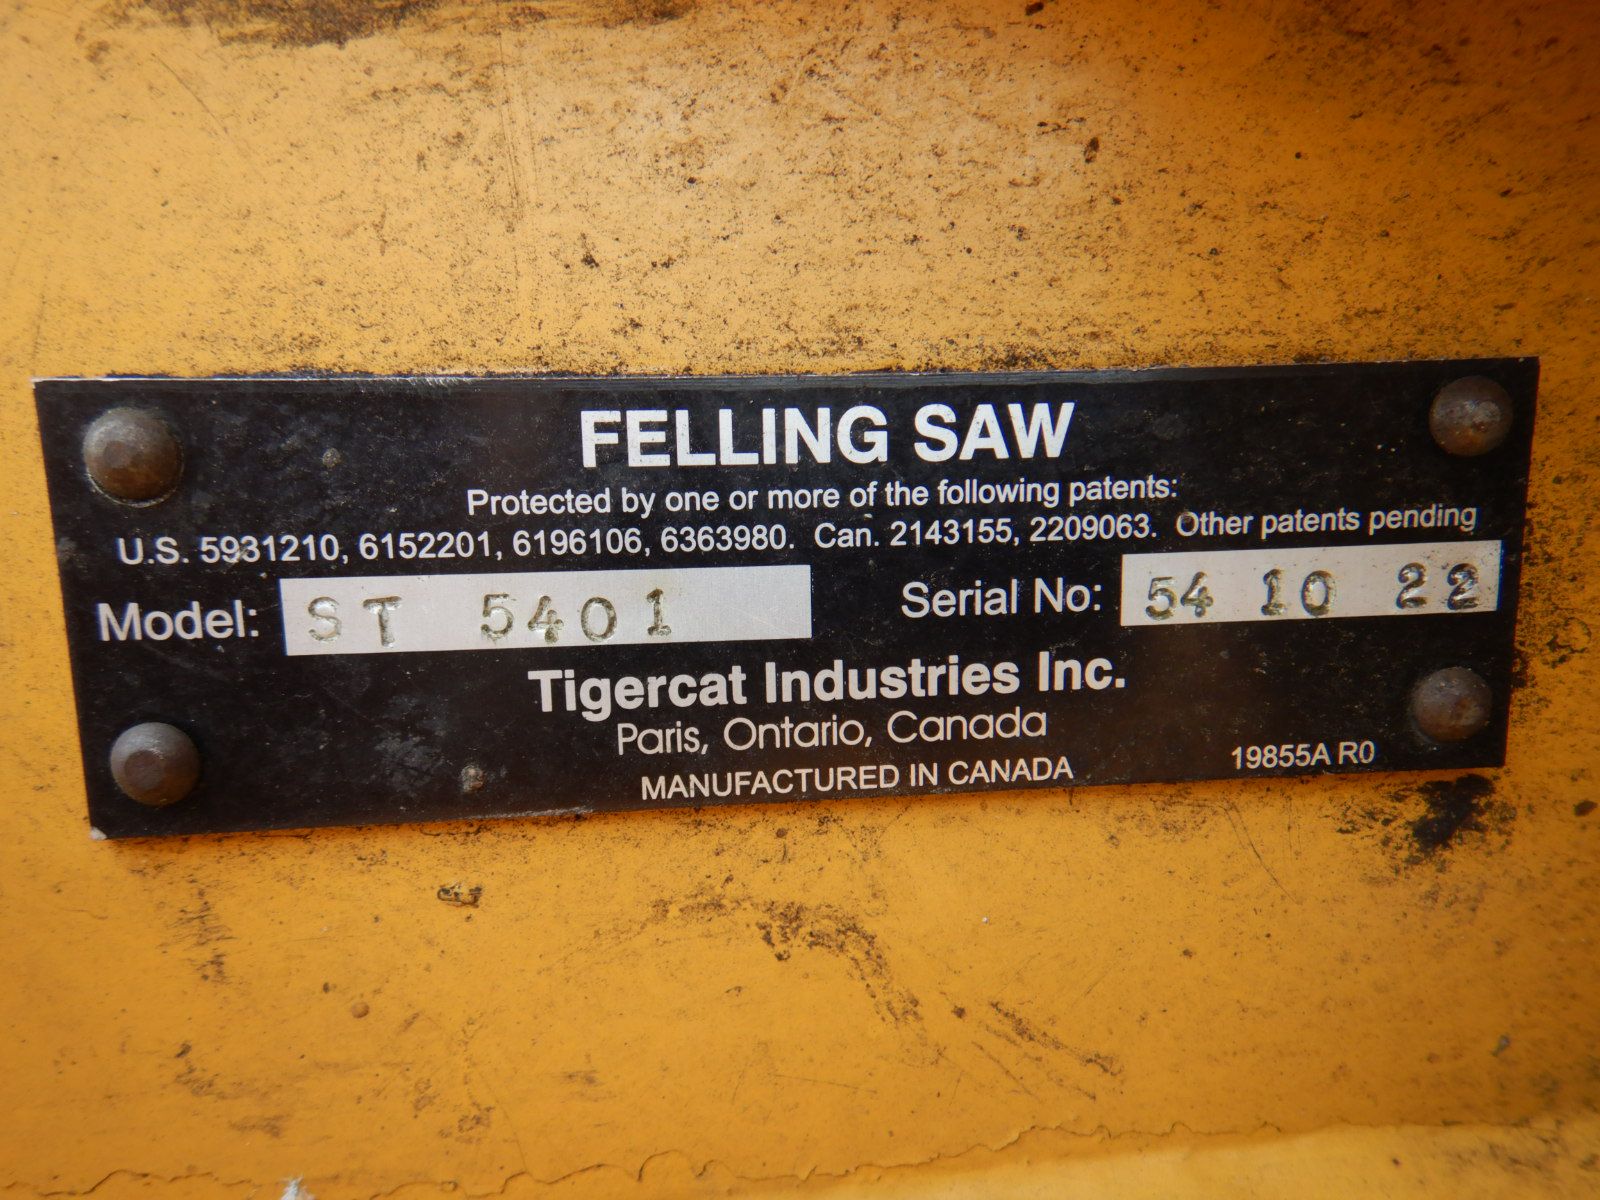 FELLING SAW
Protected by one or more of the following patents:
U.S. 5931210, 6152201, 6196106, 6363980. Can. 2143155, 2209063. Other patents pending
Model: ST 5401 Serial No: 54 10 22
Tigercat Industries Inc.
Paris, Ontario, Canada
MANUFACTURED IN CANADA 19855A R0